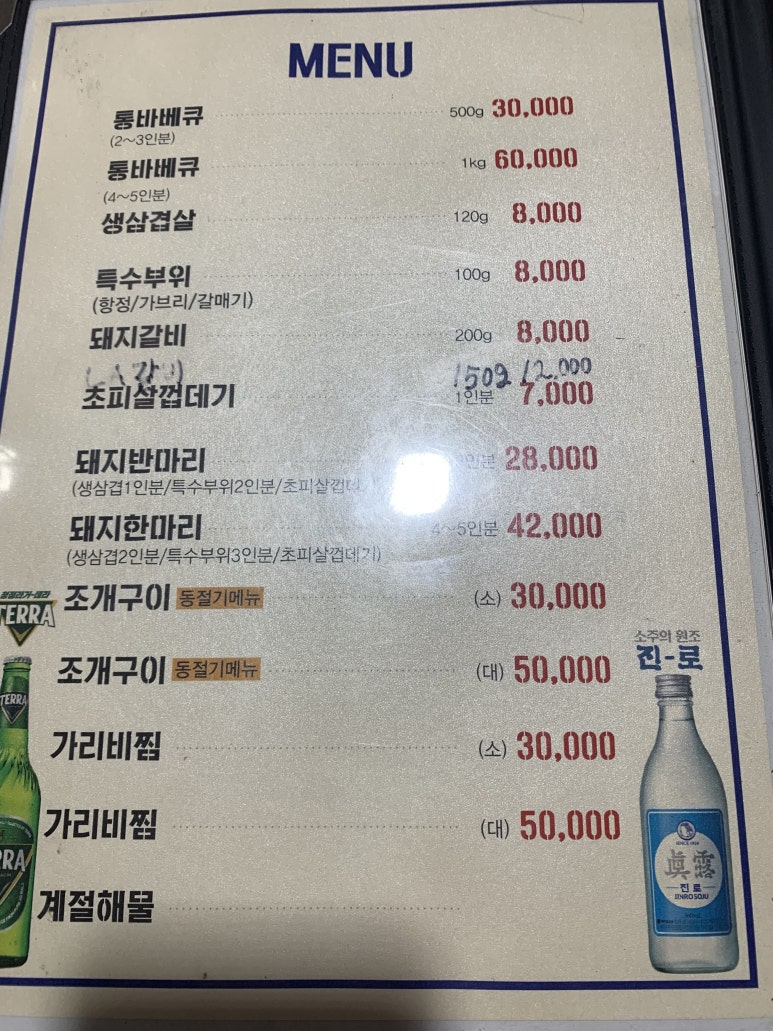 MENU
통바베큐 500g 30,000
(2~3인분)
통바베큐 1kg 60,000
(4~5인분)
생삼겹살 120g 8,000
특수부위 100g 8,000
(항정/가브리/갈매기)
돼지갈비 200g 8,000
150g 12.000
초피살껍데기 1인분 7,000
돼지반마리 28,000
(생삼겹1인분/특수부위2인분/초피살껍데
돼지한마리 4~5인분 42,000
(생삼겹2인분/특수부위3인분/초피살껍데기)
조개구이 동절기메뉴 (소) 30,000
TERRA
소주의 원조
진-로
조개구이 동절기메뉴 (대) 50,000
TERRA
가리비찜 (소) 30,000
가리비찜 (대) 50,000
RRA
SINCE 1924
眞露
진로
JINRO SOJU
계절해물